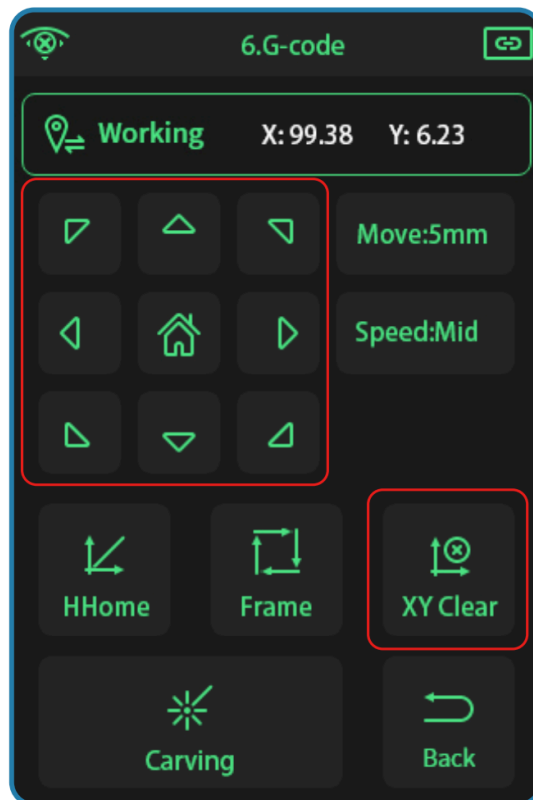 6.G-code
Working X: 99.38 Y: 6.23
Move:5mm
Speed:Mid
HHome Frame XY Clear
Carving Back